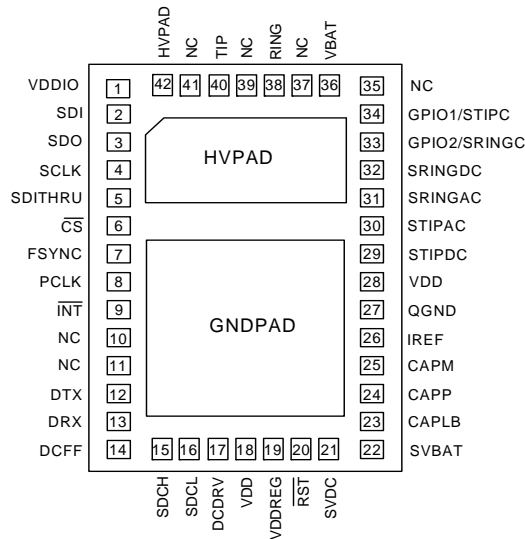 HVPAD
NC
TIP
NC
RING
NC
VBAT
42
41
40
39
38
37
36
VDDIO 1
SDI 2
SDO 3
SCLK 4
SDITHRU 5
CS 6
FSYNC 7
PCLK 8
INT 9
NC 10
NC 11
DTX 12
DRX 13
DCFF 14
HVPAD
GNDPAD
35 NC
34 GPIO1/STIPC
33 GPIO2/SRINGC
32 SRINGDC
31 SRINGAC
30 STIPAC
29 STIPDC
28 VDD
27 QGND
26 IREF
25 CAPM
24 CAPP
23 CAPLB
22 SVBAT
15
16
17
18
19
20
21
SDCH
SDCL
DCDRV
VDD
VDDREG
RST
SVDC